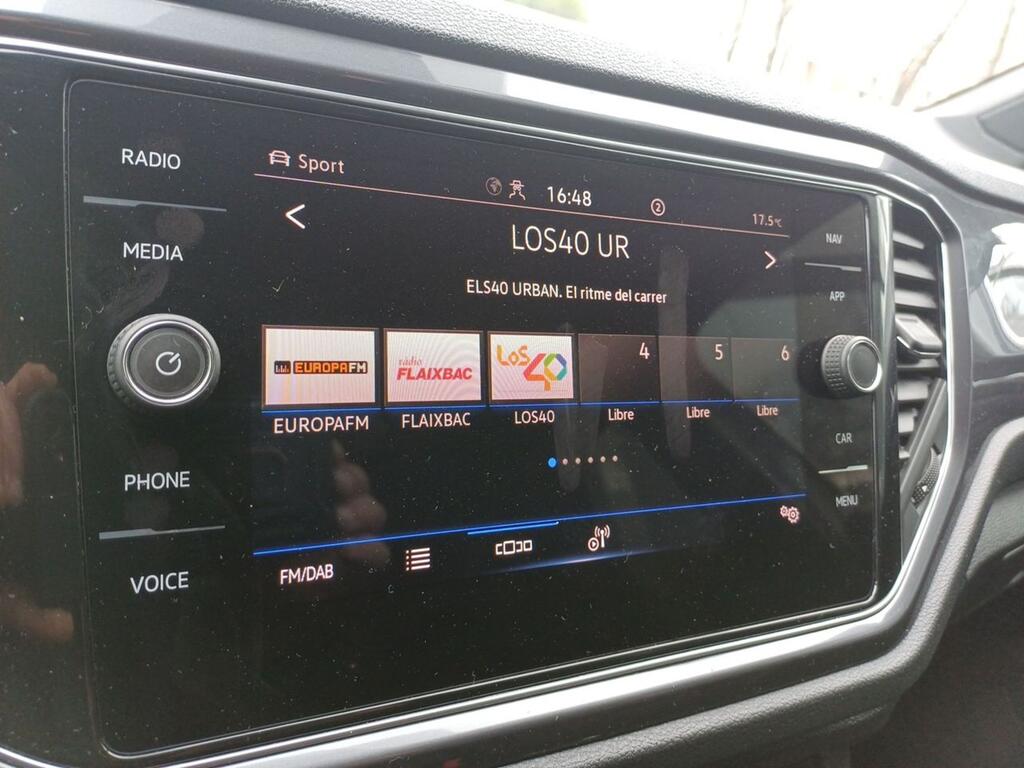 RADIO
MEDIA
PHONE
VOICE
Sport
16:48
2
17.5°C
LOS40 UR
ELS40 URBAN. El ritme del carrer
EUROPAFM
ràdio
FLAIXBAC
LOS
40
4
5
6
EUROPAFM
FLAIXBAC
LOS40
Libre
Libre
Libre
FM/DAB
NAV
APP
CAR
MENU